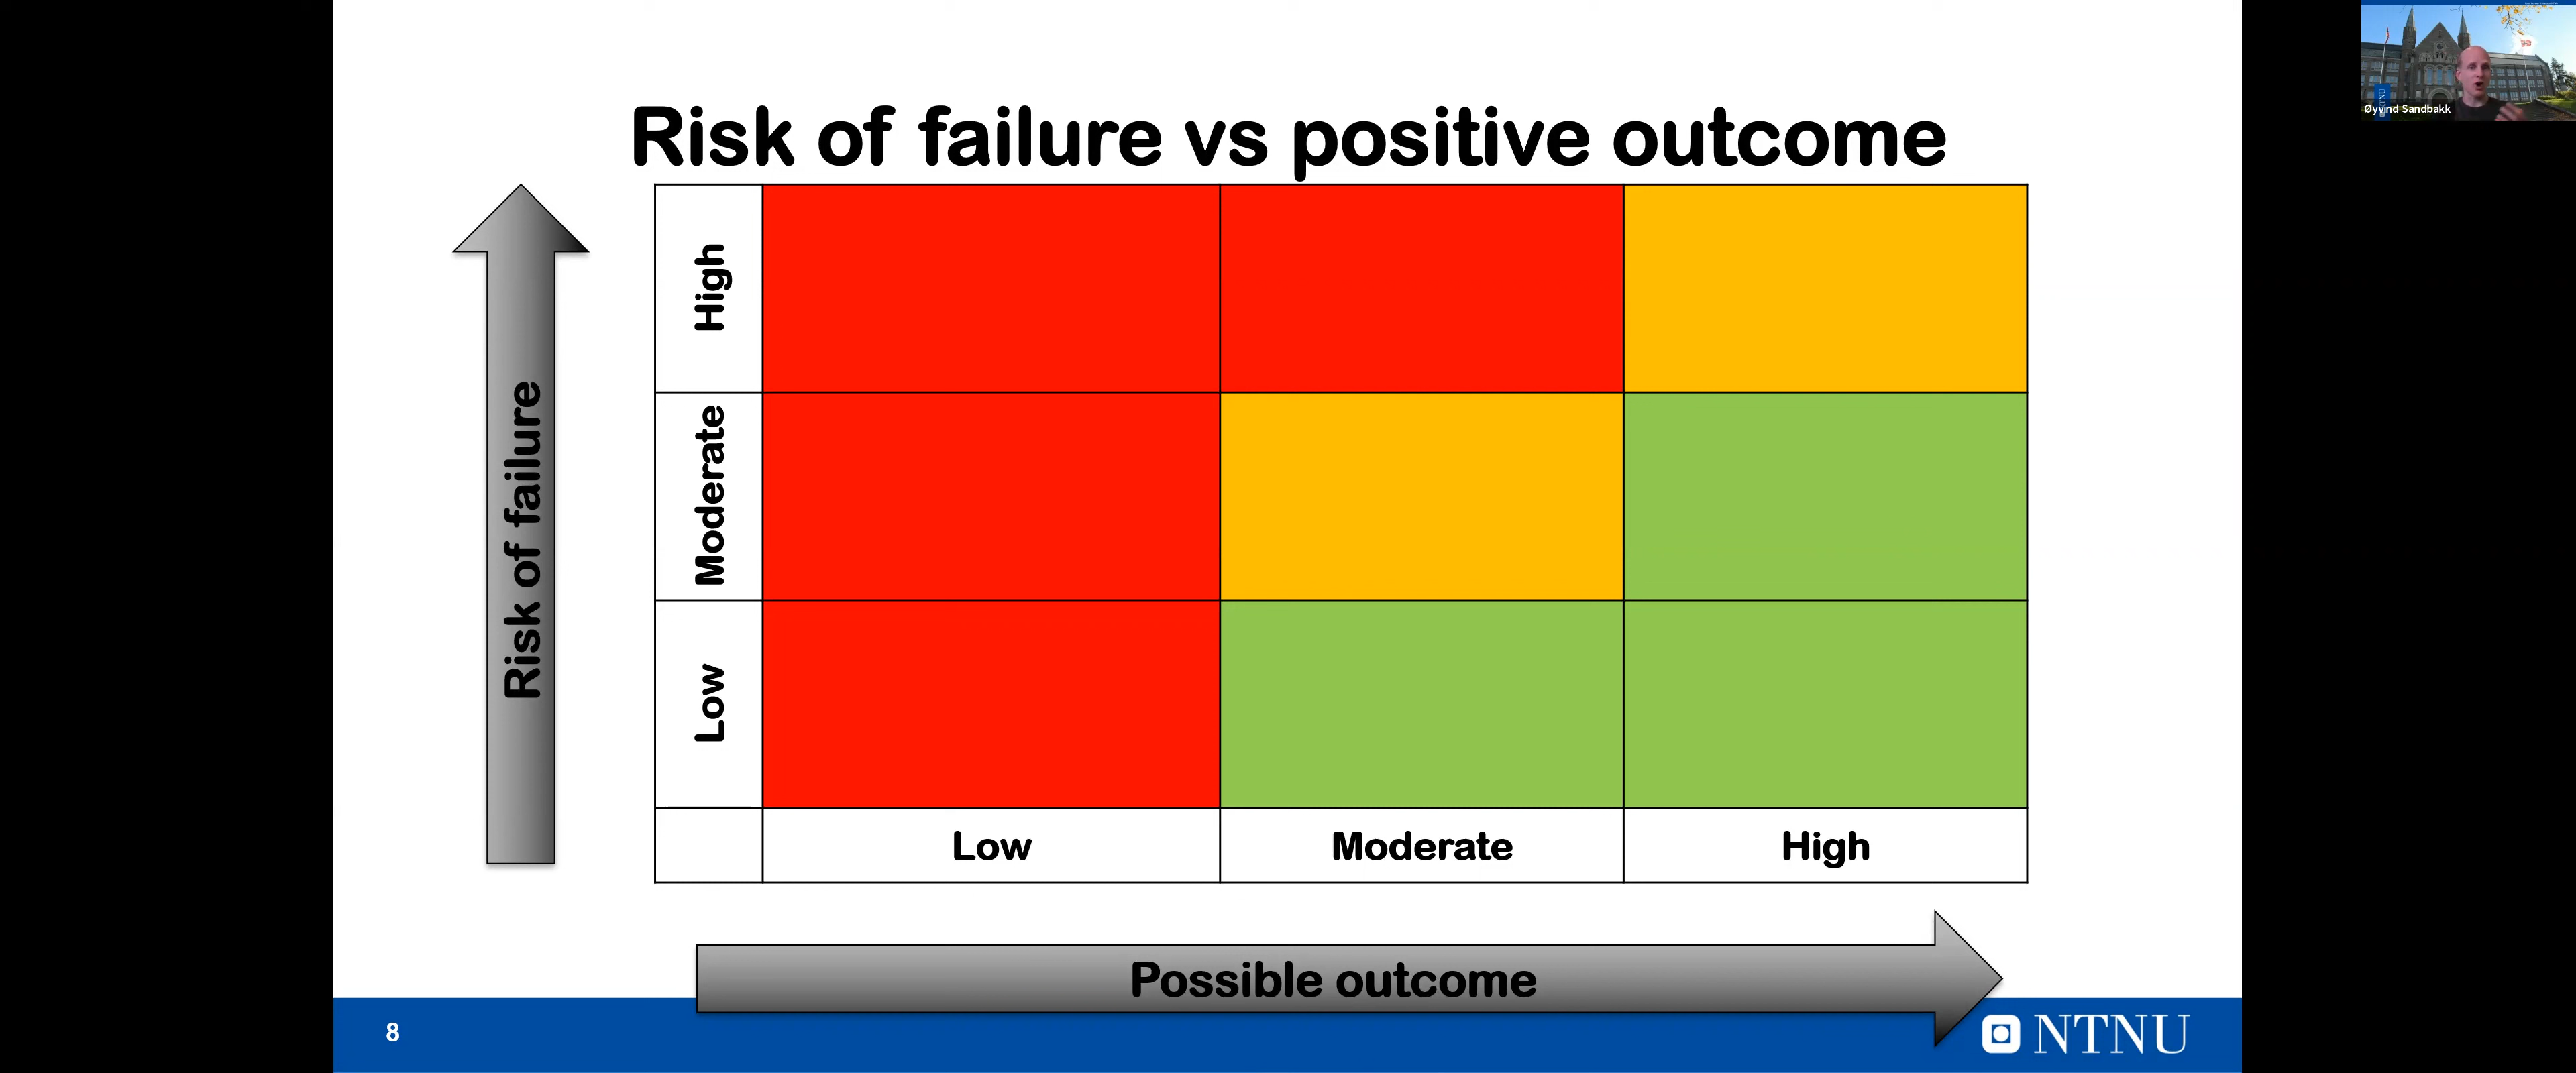 Risk of failure vs positive outcome
Øyvind Sandbakk
Risk of failure
High
Moderate
Low
Low Moderate High
Possible outcome
8
NTNU